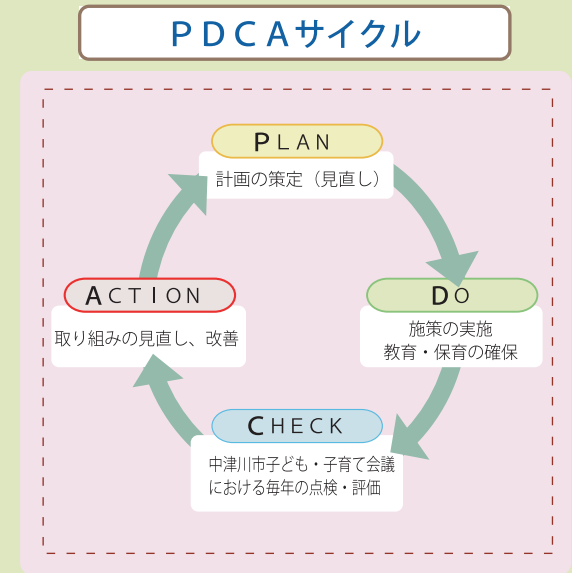 PDCAサイクル
PLAN
計画の策定（見直し）
DO
施策の実施
教育・保育の確保
CHECK
中津川市子ども・子育て会議
における毎年の点検・評価
ACTION
取り組みの見直し、改善